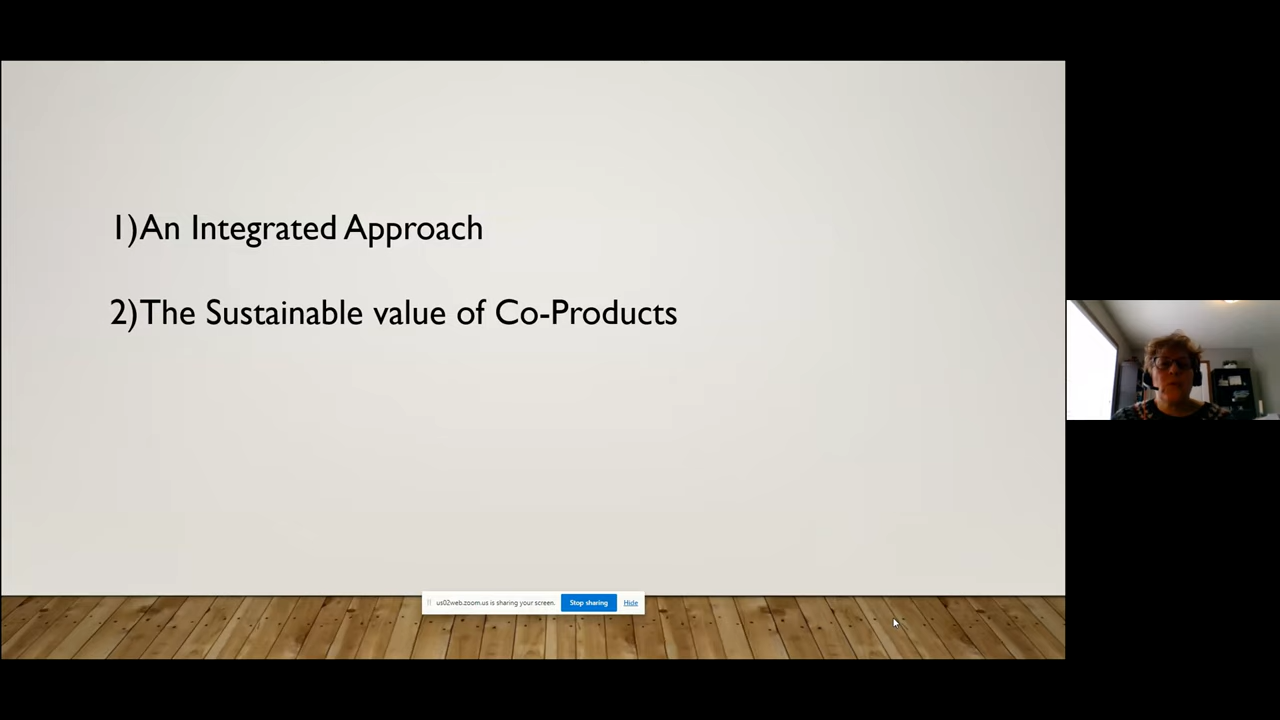 1)An Integrated Approach
2)The Sustainable value of Co-Products
us02web.zoom.us is sharing your screen. Stop sharing Hide